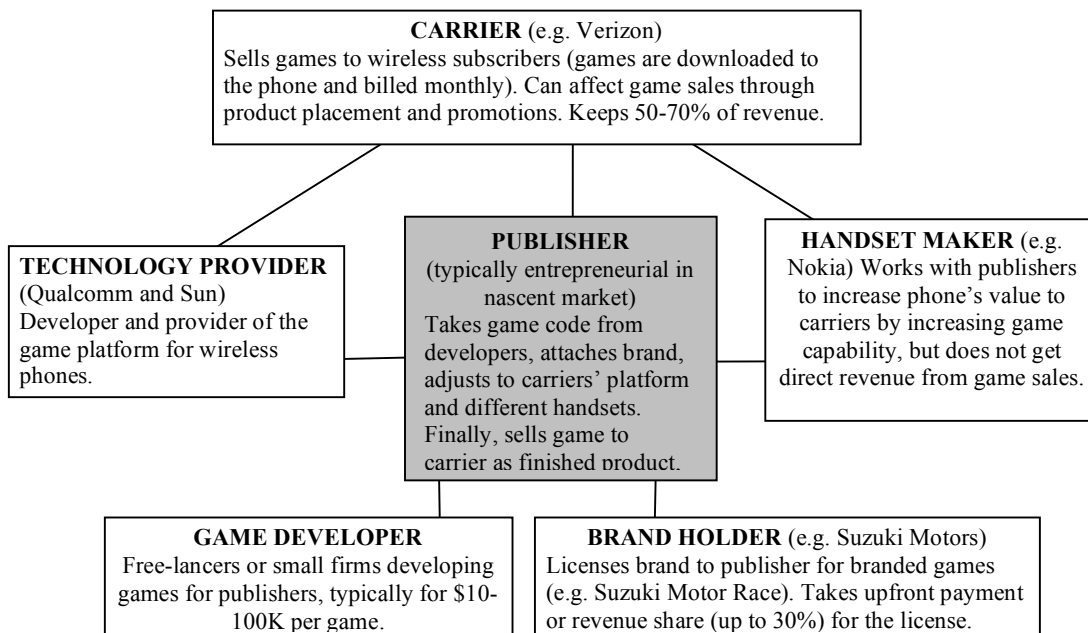 CARRIER (e.g. Verizon)
Sells games to wireless subscribers (games are downloaded to
the phone and billed monthly). Can affect game sales through
product placement and promotions. Keeps 50-70% of revenue.
TECHNOLOGY PROVIDER
(Qualcomm and Sun)
Developer and provider of the
game platform for wireless
phones.
PUBLISHER
(typically entrepreneurial in
nascent market)
Takes game code from
developers, attaches brand,
adjusts to carriers’ platform
and different handsets.
Finally, sells game to
carrier as finished product.
HANDSET MAKER (e.g.
Nokia) Works with publishers
to increase phone’s value to
carriers by increasing game
capability, but does not get
direct revenue from game sales.
GAME DEVELOPER
Free-lancers or small firms developing
games for publishers, typically for $10-
100K per game.
BRAND HOLDER (e.g. Suzuki Motors)
Licenses brand to publisher for branded games
(e.g. Suzuki Motor Race). Takes upfront payment
or revenue share (up to 30%) for the license.